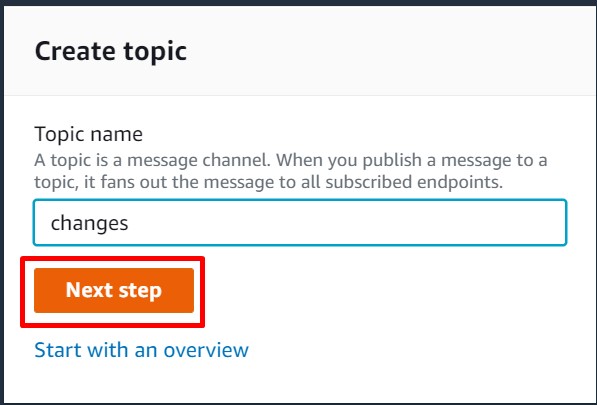 Create topic
Topic name
A topic is a message channel. When you publish a message to a
topic, it fans out the message to all subscribed endpoints.
changes
Next step
Start with an overview